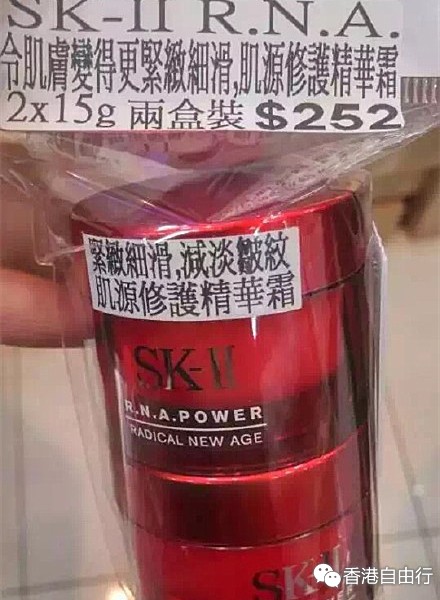 SK-II R.N.A.
令肌膚變得更緊緻細滑,肌源修護精華霜
2x15g 兩盒裝 $252
緊緻細滑,減淡皺紋
肌源修護精華霜
SK-II
R.N.A.POWER
RADICAL NEW AGE
SK-II
香港自由行